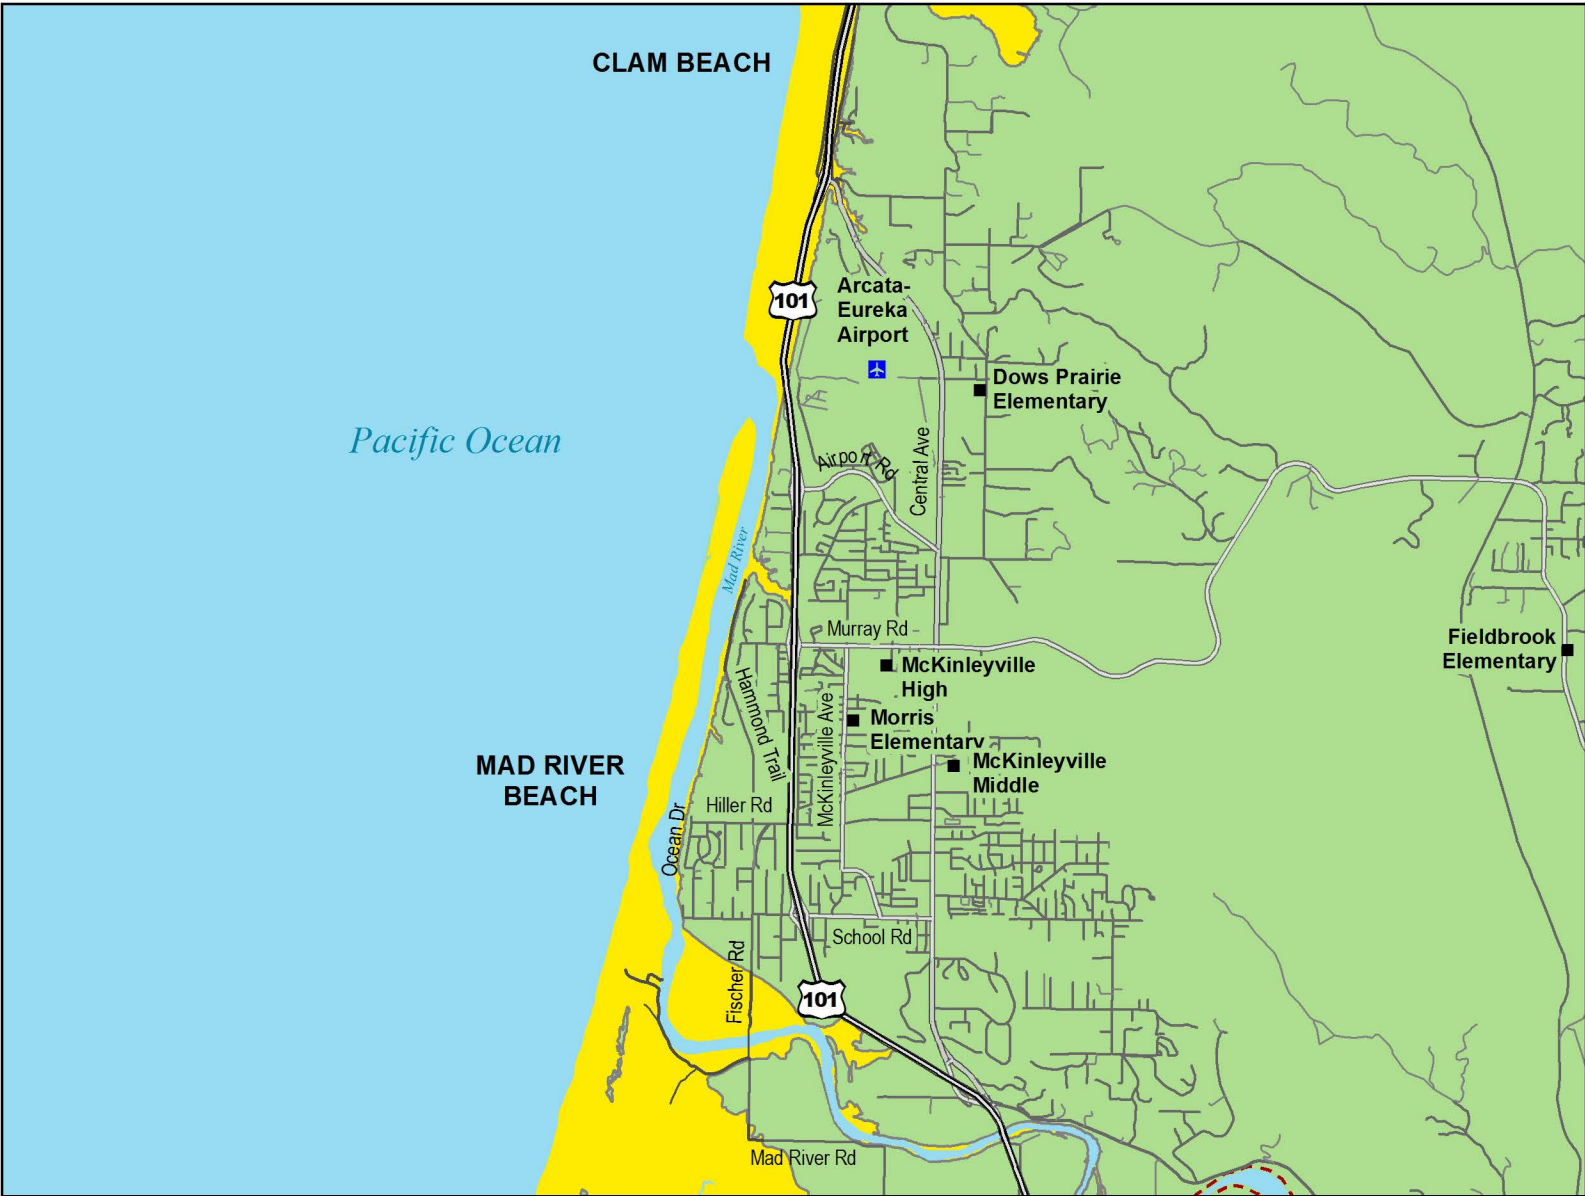 CLAM BEACH
101
Arcata-
Eureka
Airport
Dows Prairie
Elementary
Pacific Ocean
Airport Rd
Central Ave
Mad River
Murray Rd
Fieldbrook
Elementary
McKinleyville
High
Hammond Trail
McKinleyville Ave
Morris
Elementary
MAD RIVER
BEACH
McKinleyville
Middle
Hiller Rd
Ocean Dr
School Rd
Fischer Rd
101
Mad River Rd